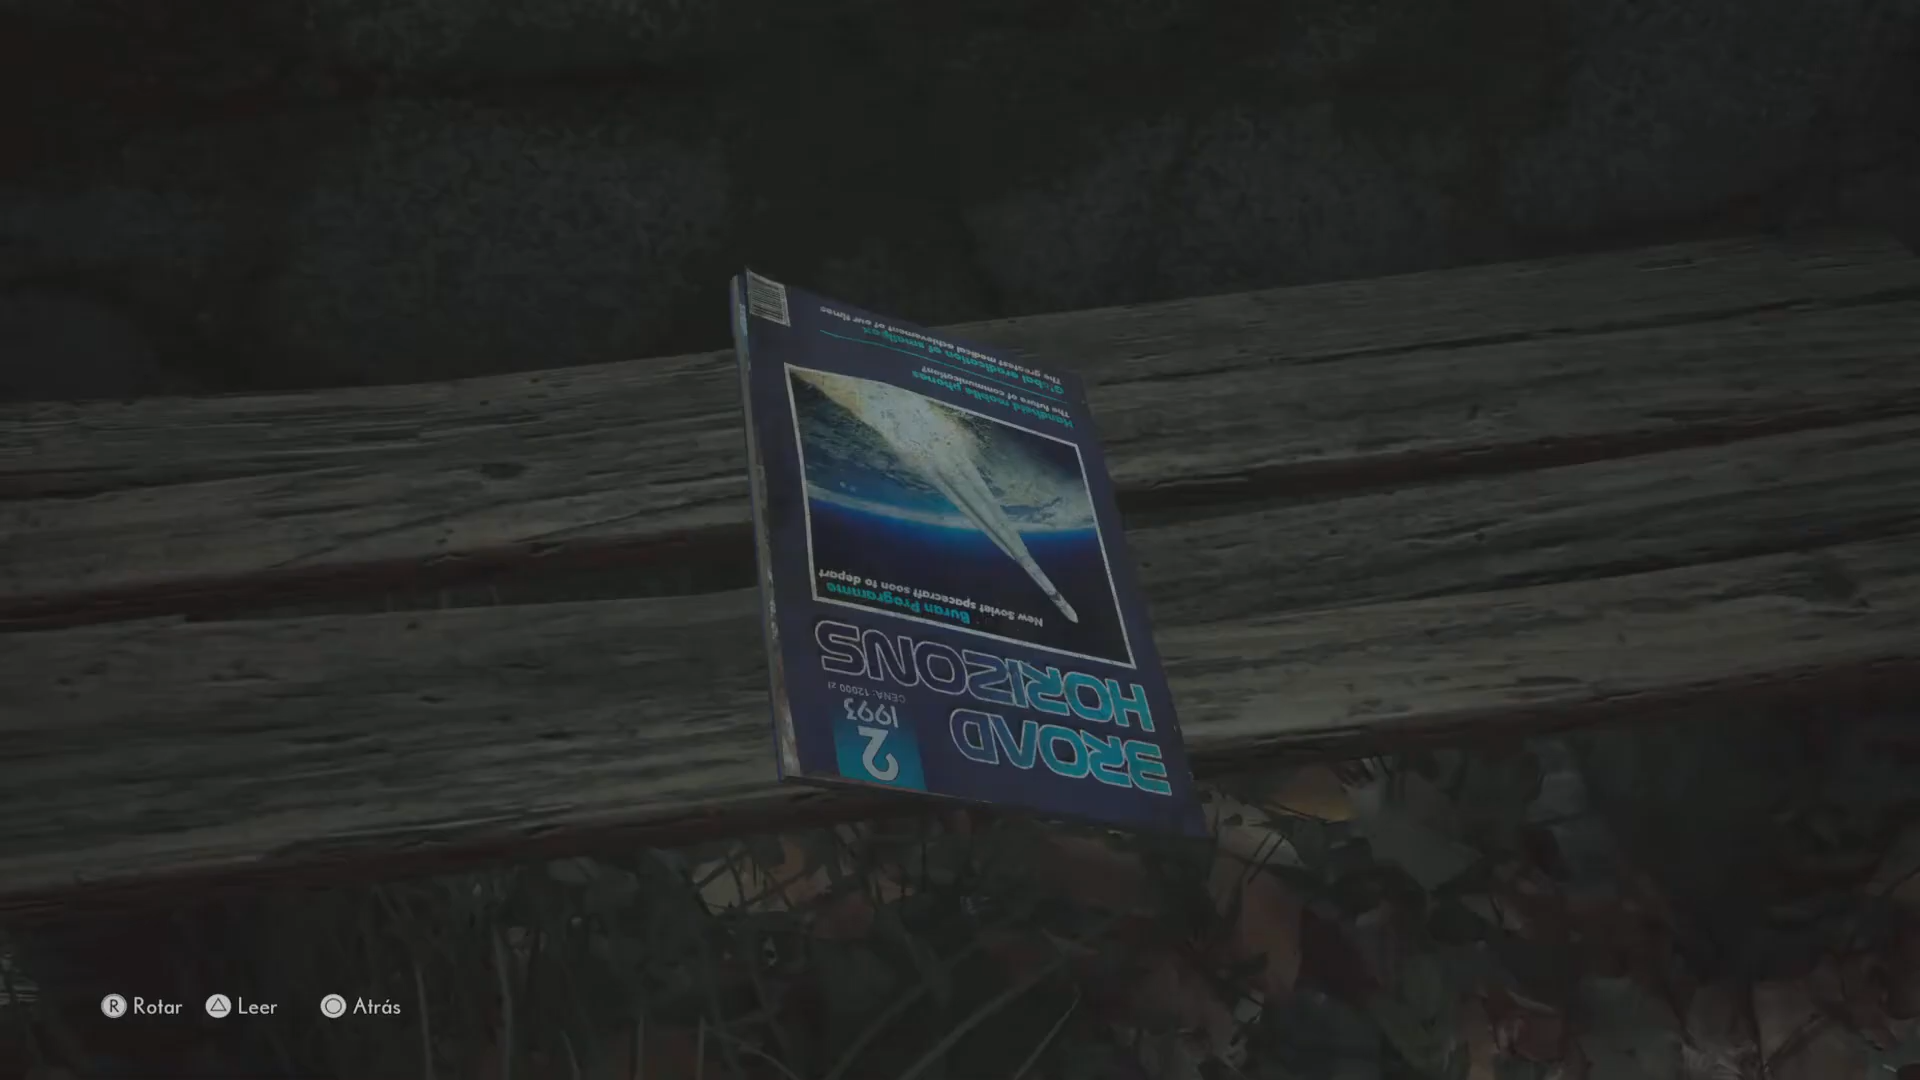 BROAD
HORIZONS
2
1993
CENA: 12000 zł
Buran Programme
New Soviet spacecraft soon to depart
Handheld mobile phones
The future of communication?
Global eradication of smallpox
The greatest medical achievement of our times
R Rotar
Leer
Atrás